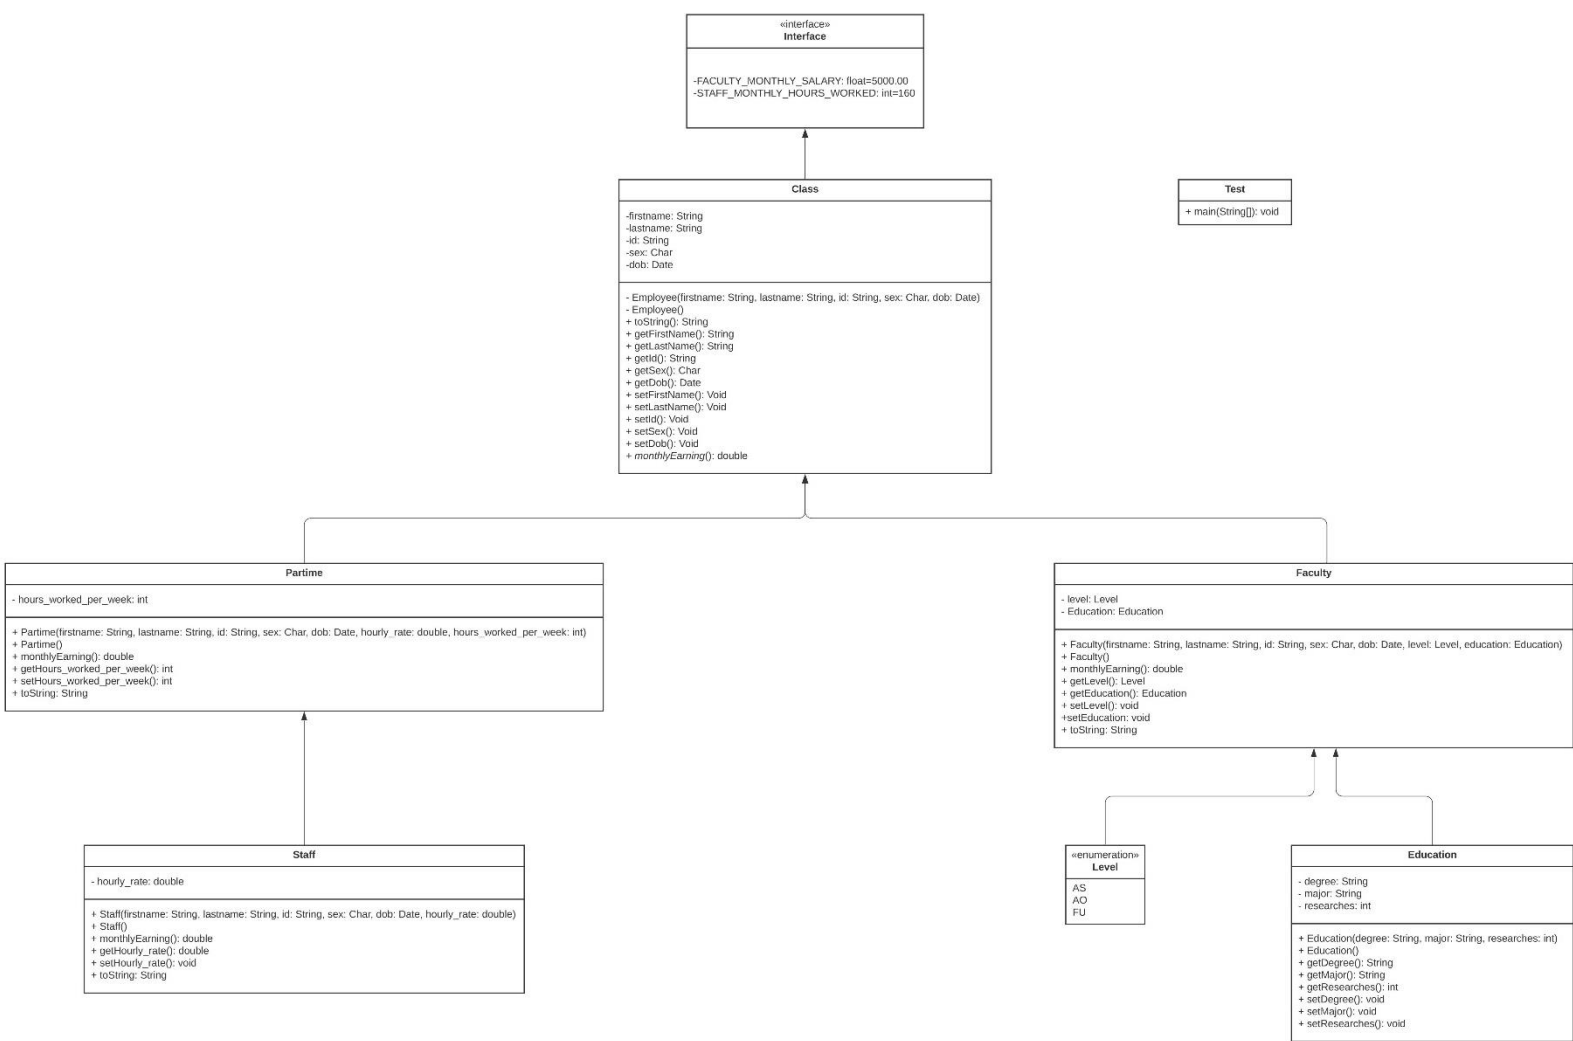 «interface»
Interface
-FACULTY_MONTHLY_SALARY: float=5000.00
-STAFF_MONTHLY_HOURS_WORKED: int=160
Class
-firstname: String
-lastname: String
-id: String
-sex: Char
-dob: Date
- Employee(firstname: String, lastname: String, id: String, sex: Char, dob: Date)
- Employee()
+ toString(): String
+ getFirstName(): String
+ getLastName(): String
+ getId(): String
+ getSex(): Char
+ getDob(): Date
+ setFirstName(): Void
+ setLastName(): Void
+ setId(): Void
+ setSex(): Void
+ setDob(): Void
+ monthlyEarning(): double
Test
+ main(String[]): void
Partime
- hours_worked_per_week: int
+ Partime(firstname: String, lastname: String, id: String, sex: Char, dob: Date, hourly_rate: double, hours_worked_per_week: int)
+ Partime()
+ monthlyEarning(): double
+ getHours_worked_per_week(): int
+ setHours_worked_per_week(): int
+ toString: String
Faculty
- level: Level
- Education: Education
+ Faculty(firstname: String, lastname: String, id: String, sex: Char, dob: Date, level: Level, education: Education)
+ Faculty()
+ monthlyEarning(): double
+ getLevel(): Level
+ getEducation(): Education
+ setLevel(): void
+setEducation: void
+ toString: String
Staff
- hourly_rate: double
+ Staff(firstname: String, lastname: String, id: String, sex: Char, dob: Date, hourly_rate: double)
+ Staff()
+ monthlyEarning(): double
+ getHourly_rate(): double
+ setHourly_rate(): void
+ toString: String
«enumeration»
Level
AS
AO
FU
Education
- degree: String
- major: String
- researches: int
+ Education(degree: String, major: String, researches: int)
+ Education()
+ getDegree(): String
+ getMajor(): String
+ getResearches(): int
+ setDegree(): void
+ setMajor(): void
+ setResearches(): void